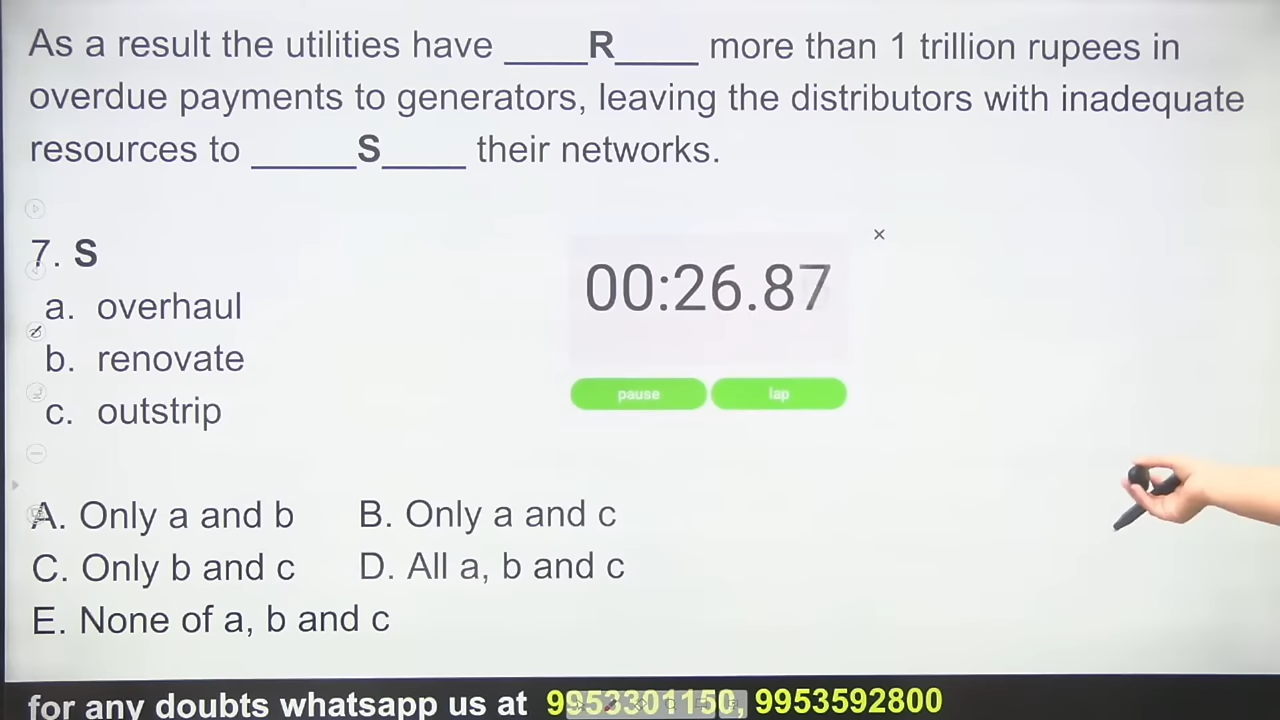 As a result the utilities have ____R____ more than 1 trillion rupees in
overdue payments to generators, leaving the distributors with inadequate
resources to _____S____ their networks.
7. S
a. overhaul
b. renovate
c. outstrip
00:26.87
pause lap
A. Only a and b B. Only a and c
C. Only b and c D. All a, b and c
E. None of a, b and c
for any doubts whatsapp us at 9953301150, 9953592800